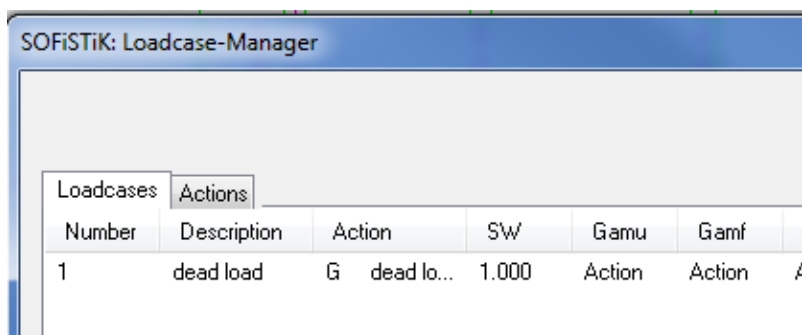 SOFiSTiK: Loadcase-Manager
Loadcases Actions
Number Description Action SW Gamu Gamf
1 dead load G dead lo... 1.000 Action Action